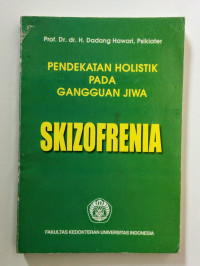 Prof. Dr. dr. H. Dadang Hawari, Psikiater
PENDEKATAN HOLISTIK
PADA
GANGGUAN JIWA
SKIZOFRENIA
FAKULTAS KEDOKTERAN UNIVERSITAS INDONESIA